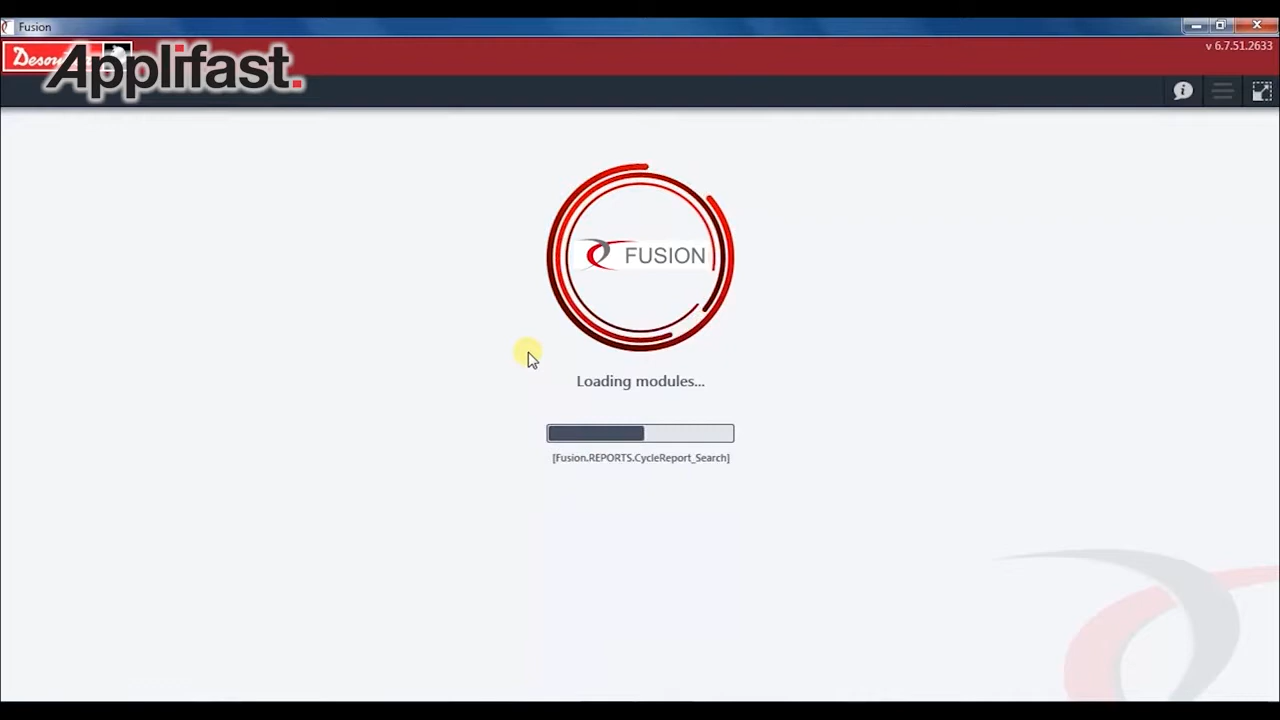 Fusion
v 6.7.51.2633
Applifast.
FUSION
Loading modules...
[Fusion.REPORTS.CycleReport_Search]